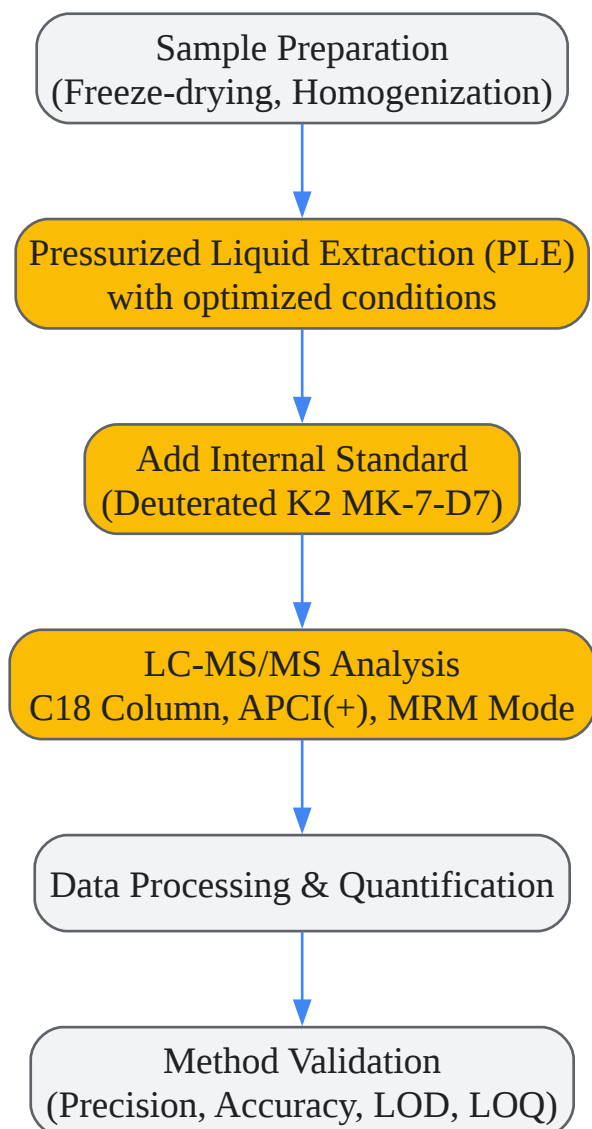 Sample Preparation
(Freeze-drying, Homogenization)
Pressurized Liquid Extraction (PLE)
with optimized conditions
Add Internal Standard
(Deuterated K2 MK-7-D7)
LC-MS/MS Analysis
C18 Column, APCI(+), MRM Mode
Data Processing & Quantification
Method Validation
(Precision, Accuracy, LOD, LOQ)